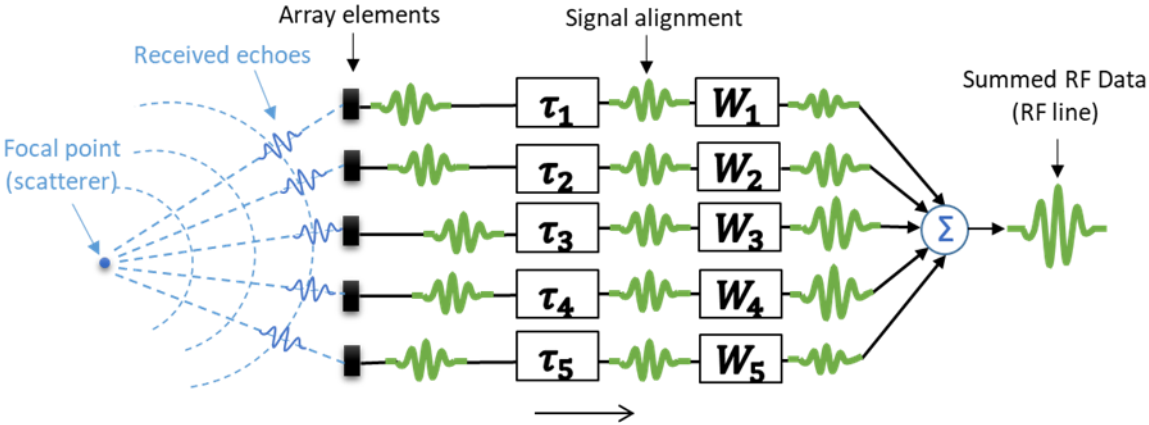 Array elements
Signal alignment
Received echoes
Summed RF Data
(RF line)
Focal point
(scatterer)
τ₁ W₁
τ₂ W₂
τ₃ W₃
τ₄ W₄
τ₅ W₅
Σ